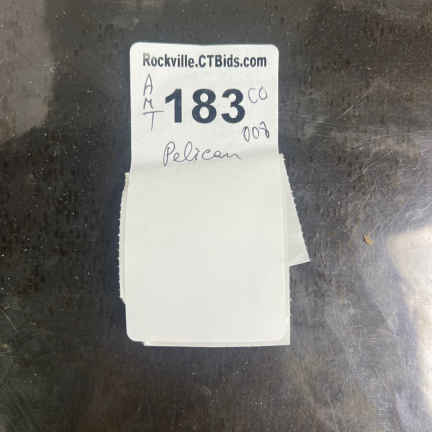 Rockville.CTBids.com
AMT
183
CO
008
Pelican